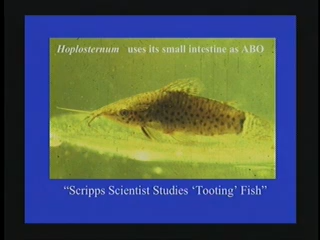 Hoplosternum uses its small intestine as ABO
“Scripps Scientist Studies ‘Tooting’ Fish”